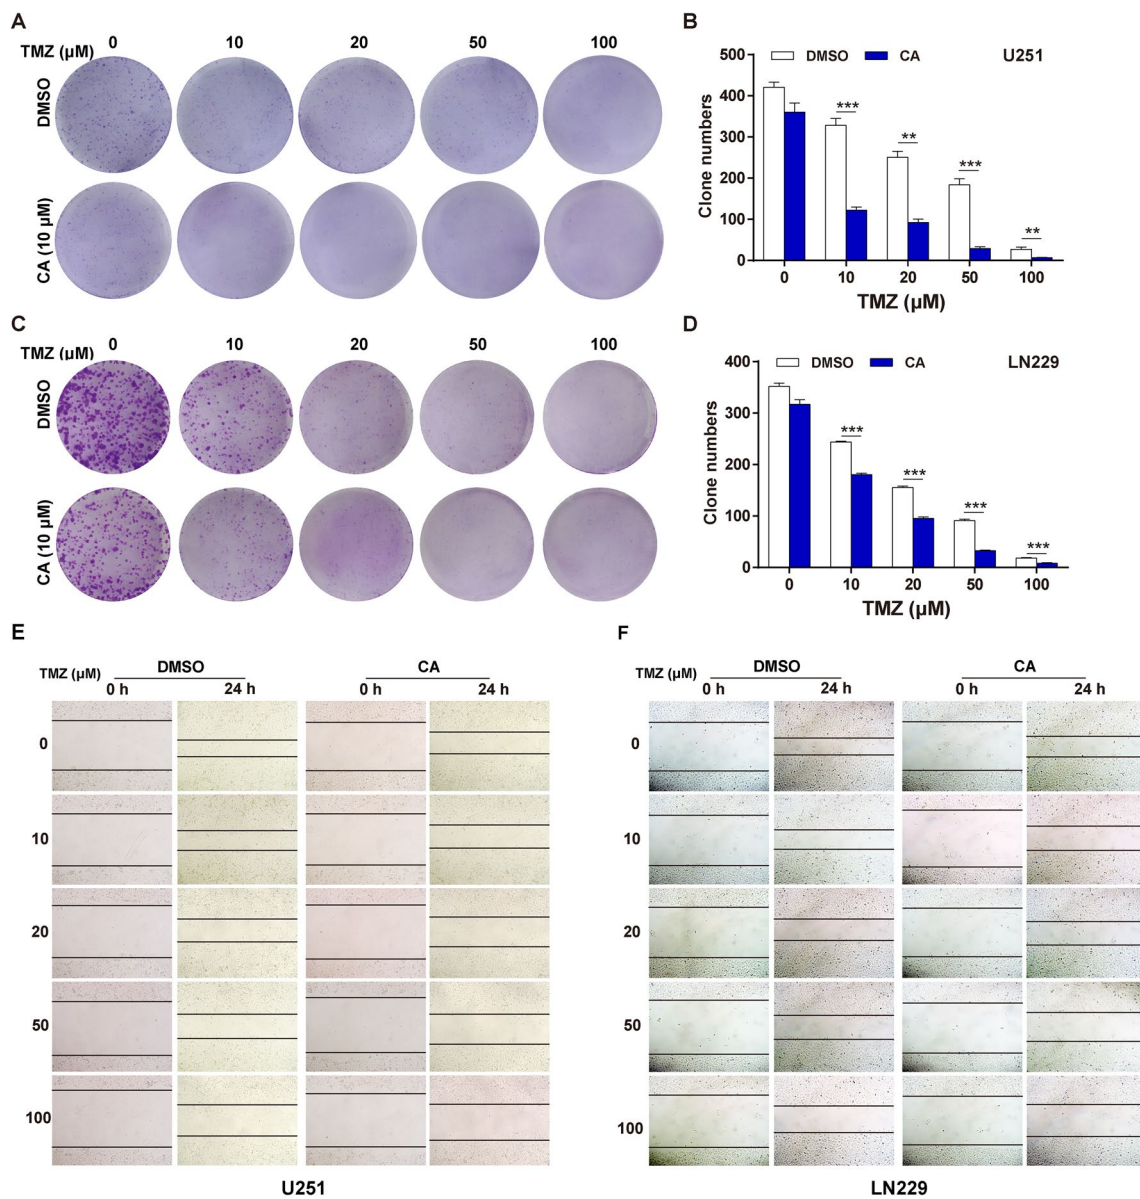 A
TMZ (μM) 0 10 20 50 100
DMSO
CA (10 μM)
B
DMSO CA U251
Clone numbers
500
400
300
200
100
0
*** ** *** **
0 10 20 50 100
TMZ (μM)
C
TMZ (μM) 0 10 20 50 100
DMSO
CA (10 μM)
D
DMSO CA LN229
Clone numbers
400
300
200
100
0
*** *** *** ***
0 10 20 50 100
TMZ (μM)
E
TMZ (μM) DMSO CA
0 h 24 h 0 h 24 h
0
10
20
50
100
U251
F
TMZ (μM) DMSO CA
0 h 24 h 0 h 24 h
0
10
20
50
100
LN229